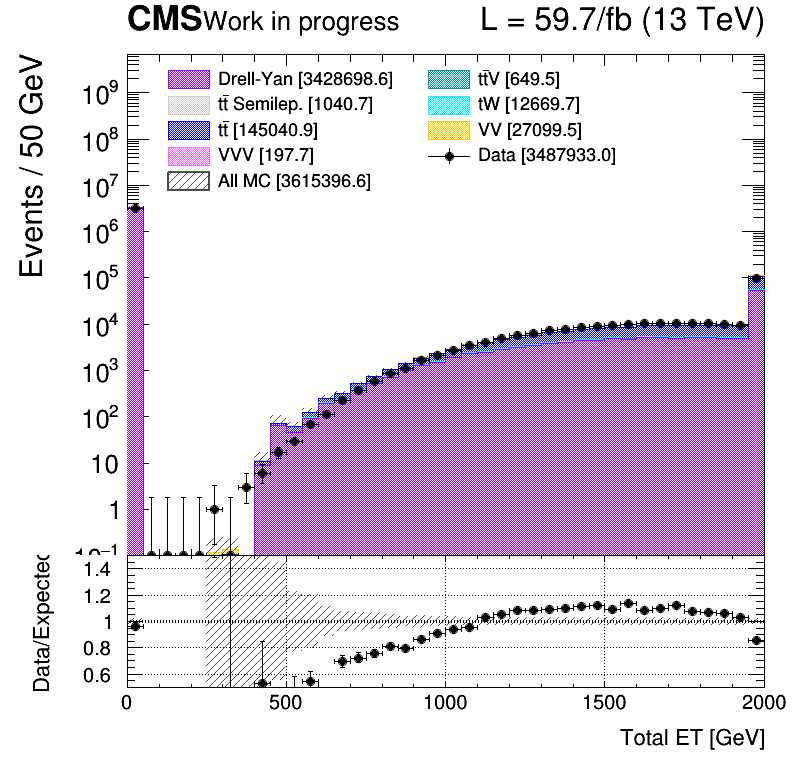 CMS Work in progress L = 59.7/fb (13 TeV)
Events / 50 GeV
Drell-Yan [3428698.6]
tt̄ Semilep. [1040.7]
tt̄ [145040.9]
VVV [197.7]
All MC [3615396.6]
tt̄V [649.5]
tW [12669.7]
VV [27099.5]
Data [3487933.0]
10⁹
10⁸
10⁷
10⁶
10⁵
10⁴
10³
10²
10
1
10⁻¹
Data/Expected
1.4
1.2
1
0.8
0.6
0 500 1000 1500 2000
Total ET [GeV]